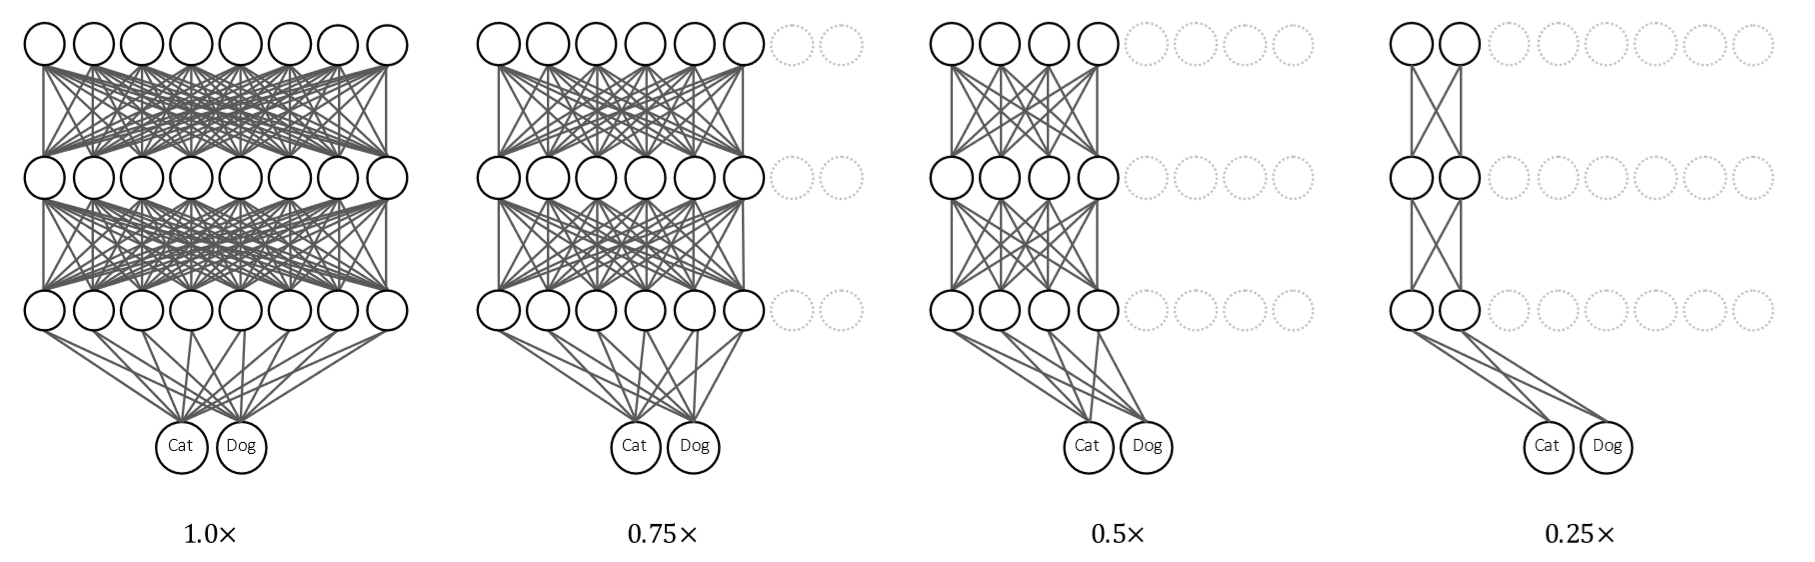 Cat Dog Cat Dog Cat Dog Cat Dog
1.0× 0.75× 0.5× 0.25×